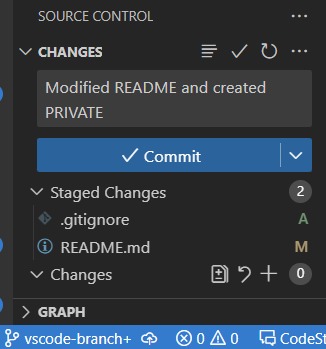 SOURCE CONTROL
CHANGES
Modified README and created
PRIVATE
Commit
Staged Changes 2
.gitignore A
README.md M
Changes 0
GRAPH
vscode-branch+ 0 0 CodeSt